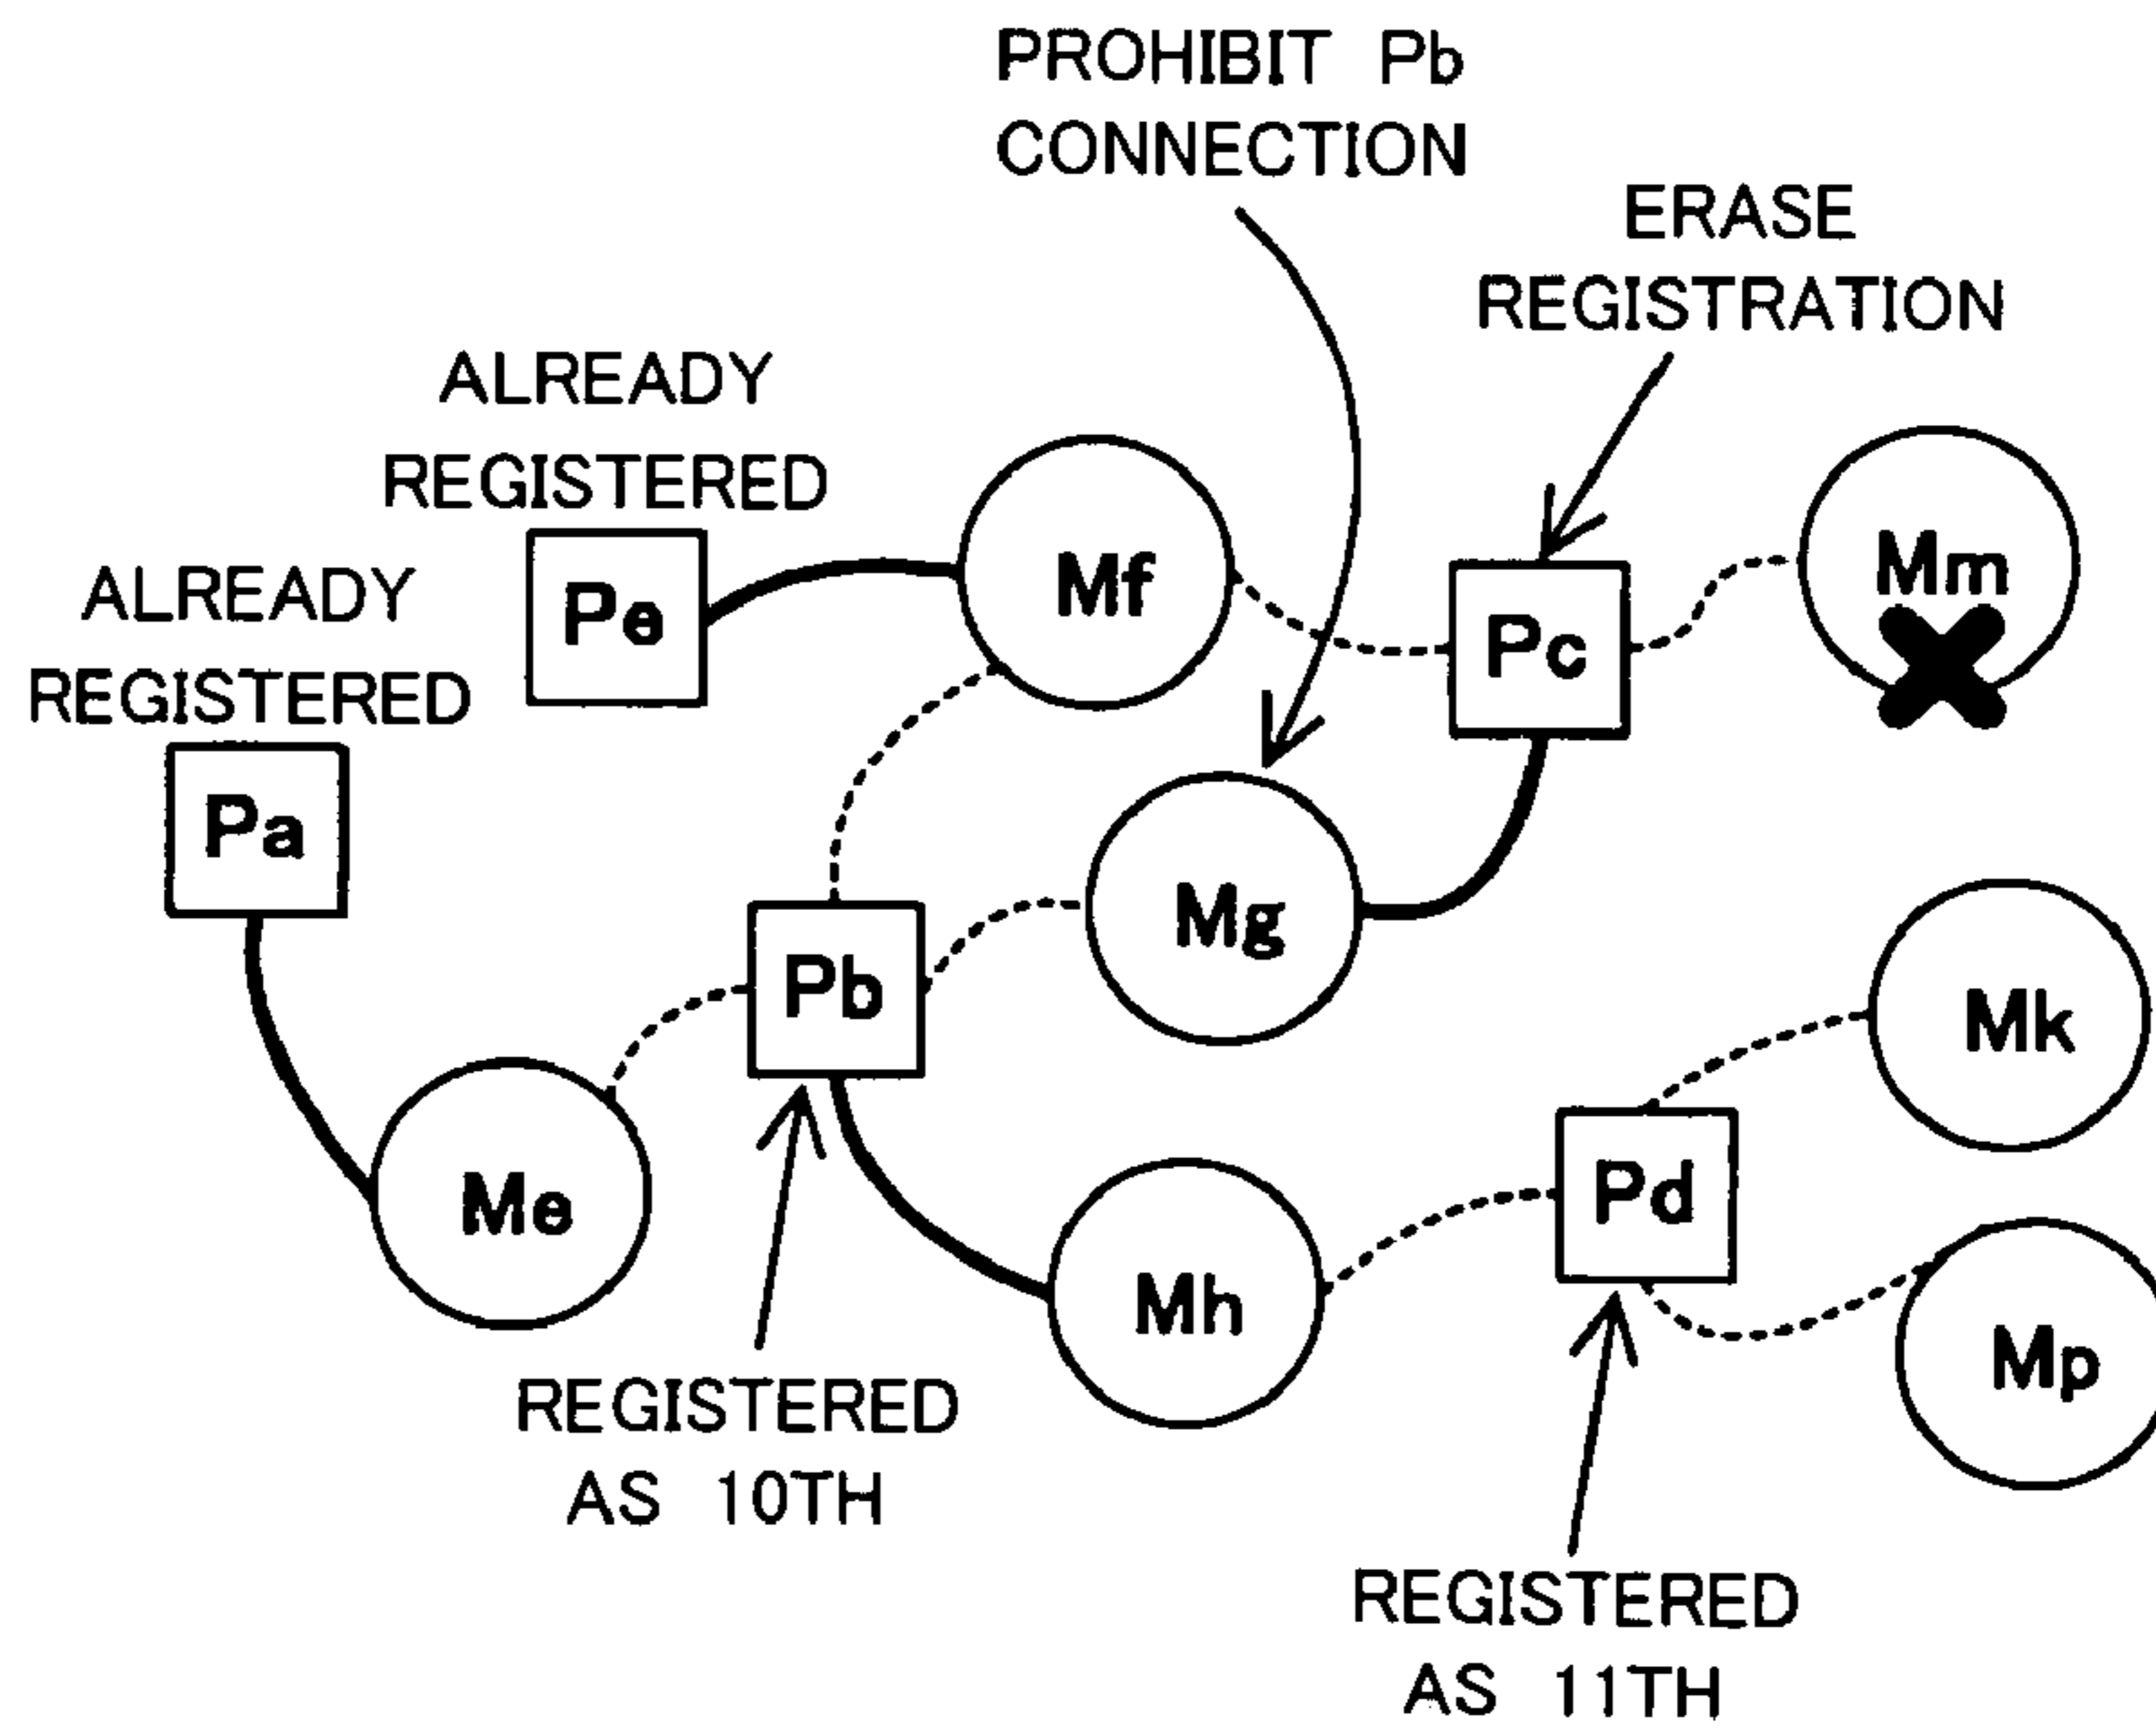 PROHIBIT Pb
CONNECTION
ERASE
REGISTRATION
ALREADY
REGISTERED
Pe
Mf
Pc
Mm
ALREADY
REGISTERED
Pa
Pb
Mg
Mk
Me
Mh
Pd
Mp
REGISTERED
AS 10TH
REGISTERED
AS 11TH